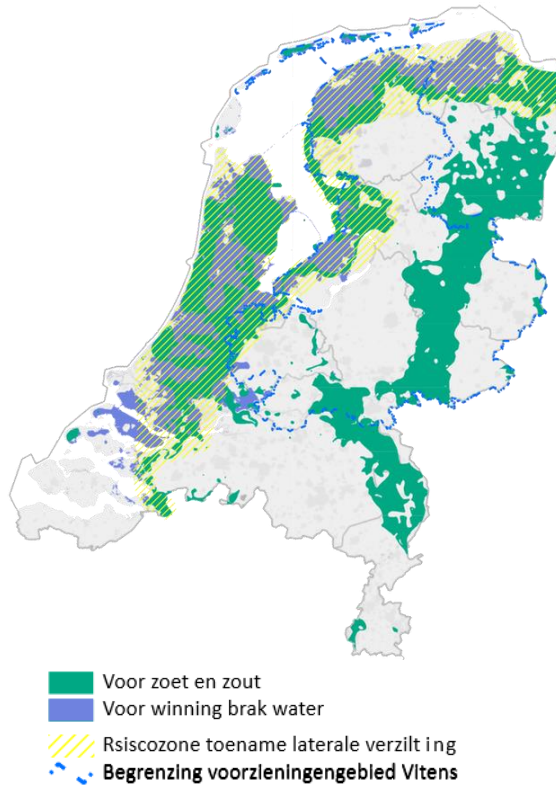 Voor zoet en zout
Voor winning brak water
Rsiscozone toename laterale verzilt ing
Begrenzing voorzieningengebied Vitens